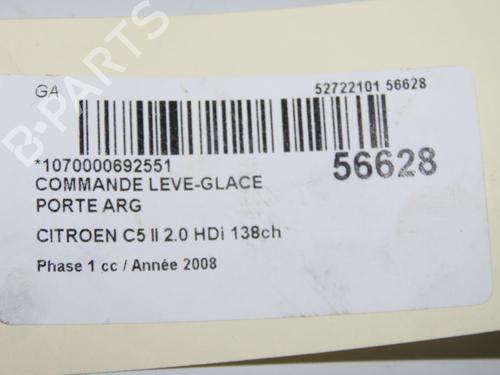 GA
52722101 56628
*1070000692551
56628
COMMANDE LEVE-GLACE
PORTE ARG
CITROEN C5 II 2.0 HDi 138ch
Phase 1 cc / Année 2008
B-PARTS